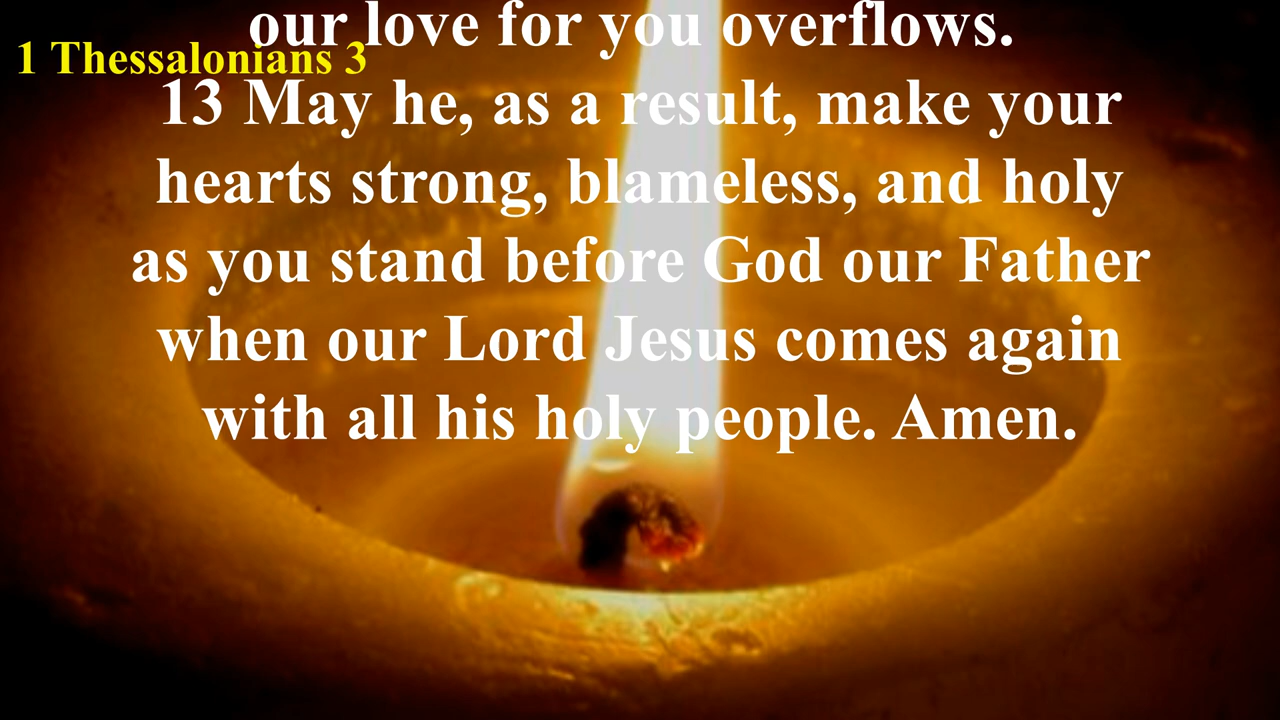 our love for you overflows.
1 Thessalonians 3
13 May he, as a result, make your
hearts strong, blameless, and holy
as you stand before God our Father
when our Lord Jesus comes again
with all his holy people. Amen.